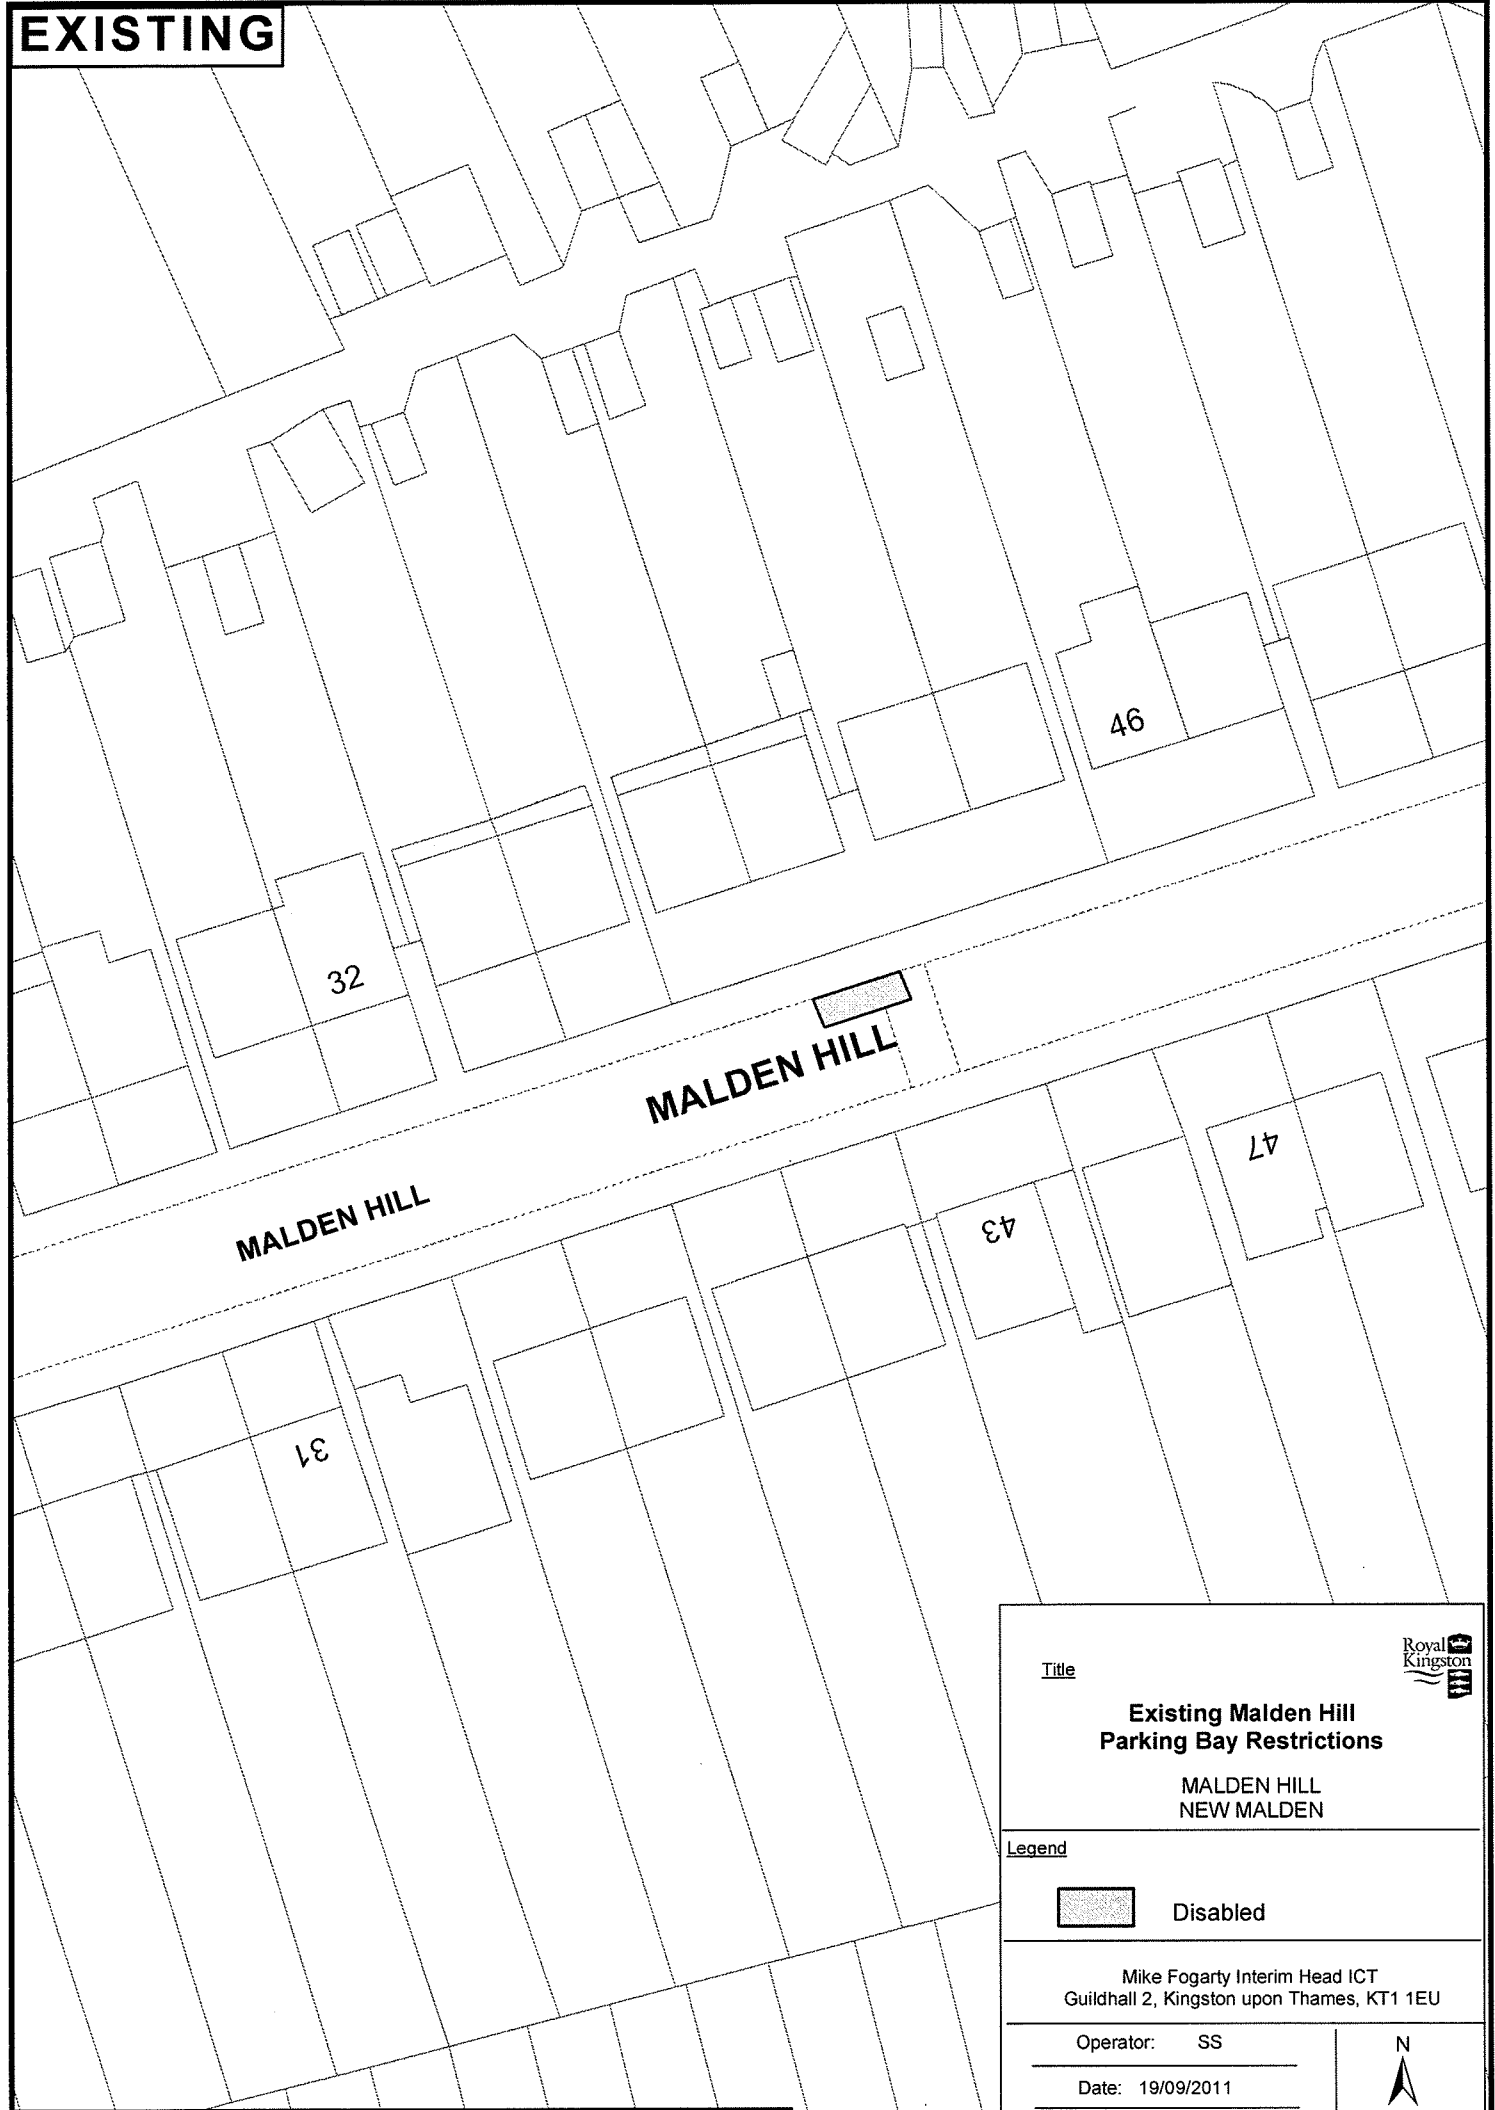 EXISTING
46
32
MALDEN HILL
47
MALDEN HILL
43
31
Royal
Kingston
Title
Existing Malden Hill
Parking Bay Restrictions
MALDEN HILL
NEW MALDEN
Legend
Disabled
Mike Fogarty Interim Head ICT
Guildhall 2, Kingston upon Thames, KT1 1EU
Operator: SS
N
Date: 19/09/2011